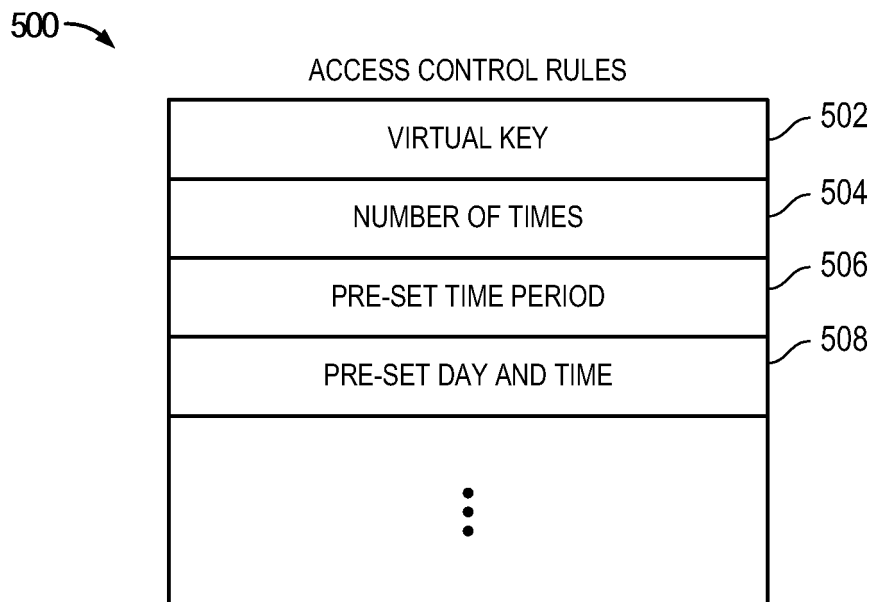 500
ACCESS CONTROL RULES
VIRTUAL KEY
502
NUMBER OF TIMES
504
PRE-SET TIME PERIOD
506
PRE-SET DAY AND TIME
508